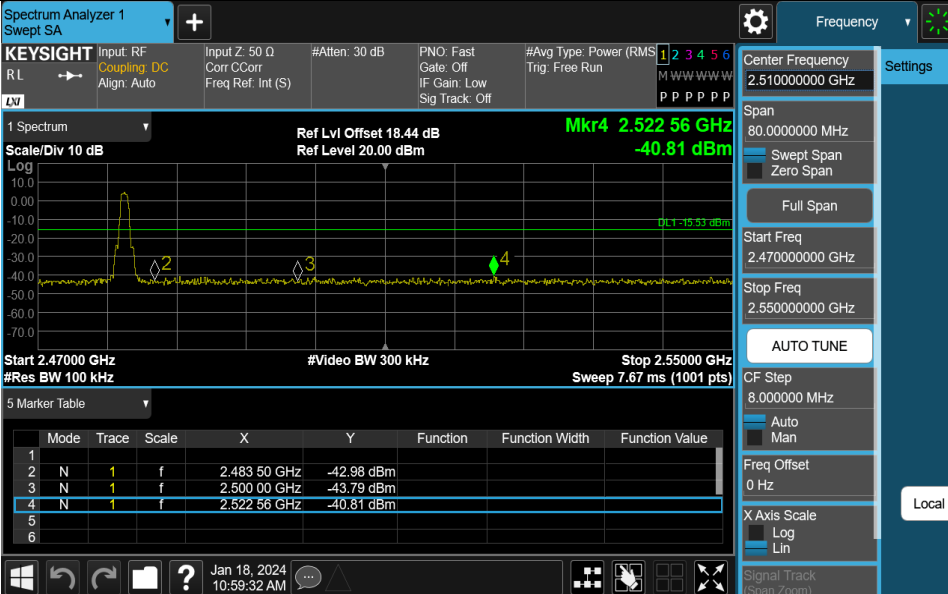 Spectrum Analyzer 1
Swept SA
+
Frequency
KEYSIGHT
RL
LXI
Input: RF
Coupling: DC
Align: Auto
Input Z: 50 Ω
Corr CCorr
Freq Ref: Int (S)
#Atten: 30 dB
PNO: Fast
Gate: Off
IF Gain: Low
Sig Track: Off
#Avg Type: Power (RMS
Trig: Free Run
1 2 3 4 5 6
M W W W W W
P P P P P P
1 Spectrum
Scale/Div 10 dB
Ref Lvl Offset 18.44 dB
Ref Level 20.00 dBm
Mkr4 2.522 56 GHz
-40.81 dBm
Log
10.0
0.00
-10.0
-20.0
-30.0
-40.0
-50.0
-60.0
-70.0
DL1 -15.53 dBm
2
3
4
Start 2.47000 GHz
#Video BW 300 kHz
Stop 2.55000 GHz
#Res BW 100 kHz
Sweep 7.67 ms (1001 pts)
5 Marker Table
Mode Trace Scale X Y Function Function Width Function Value
1
2 N 1 f 2.483 50 GHz -42.98 dBm
3 N 1 f 2.500 00 GHz -43.79 dBm
4 N 1 f 2.522 56 GHz -40.81 dBm
5
6
?
Jan 18, 2024
10:59:32 AM
Center Frequency
2.510000000 GHz
Span
80.0000000 MHz
Swept Span
Zero Span
Full Span
Start Freq
2.470000000 GHz
Stop Freq
2.550000000 GHz
AUTO TUNE
CF Step
8.000000 MHz
Auto
Man
Freq Offset
0 Hz
X Axis Scale
Log
Lin
Signal Track
(Span Zoom)
Settings
Local